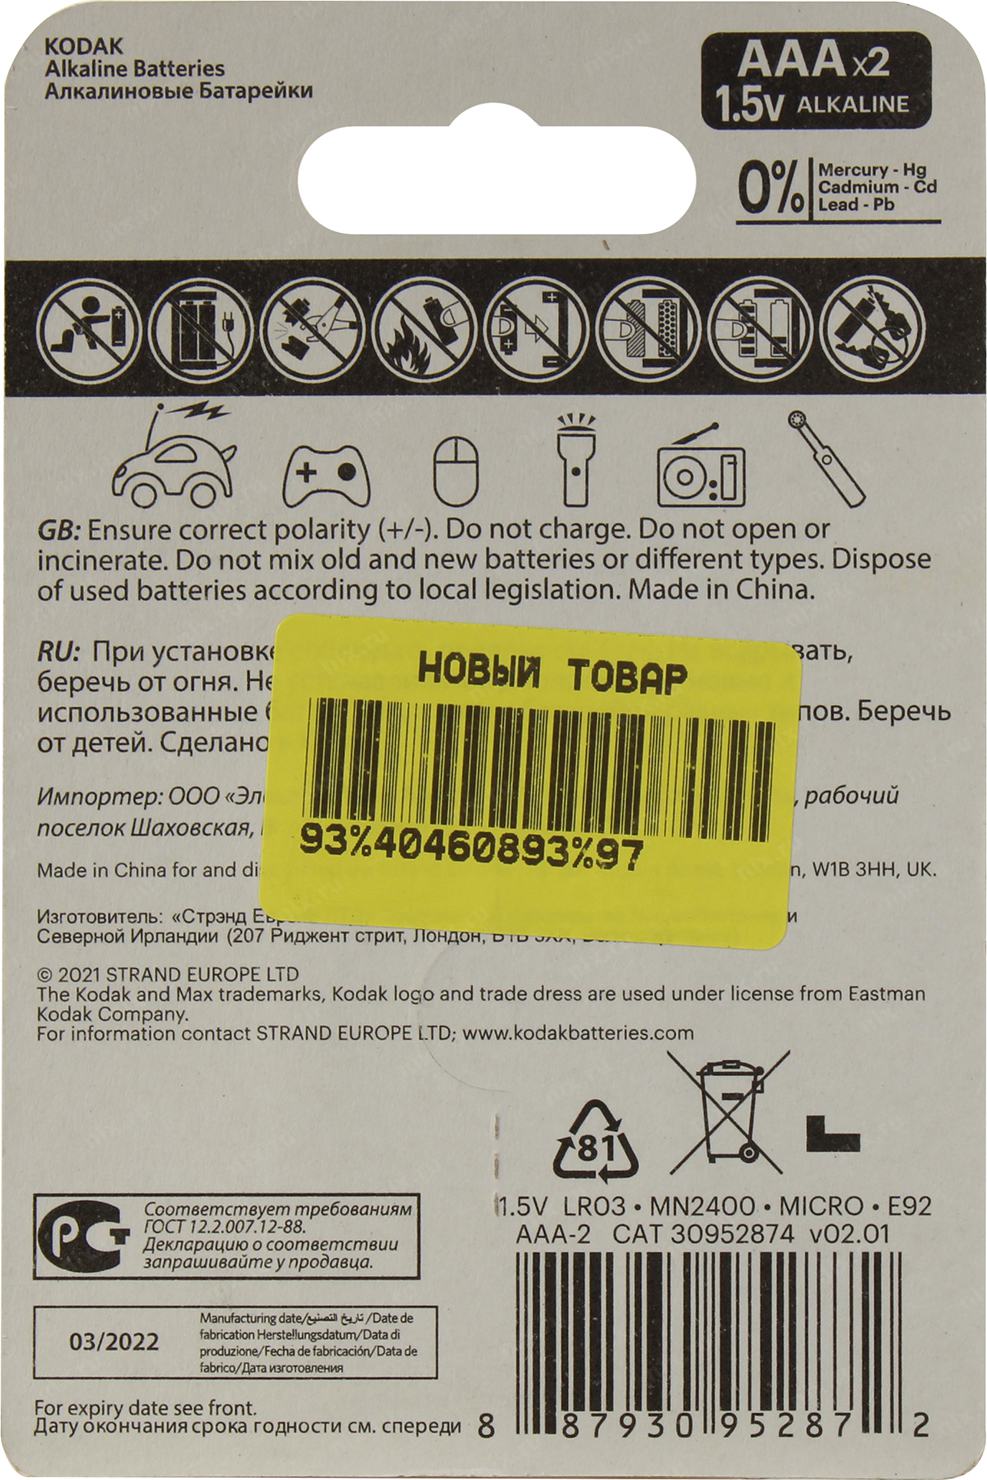 KODAK
Alkaline Batteries
Алкалиновые Батарейки
AAA x2
1.5v ALKALINE
0% Mercury - Hg
Cadmium - Cd
Lead - Pb
GB: Ensure correct polarity (+/-). Do not charge. Do not open or
incinerate. Do not mix old and new batteries or different types. Dispose
of used batteries according to local legislation. Made in China.
RU: При установке вать,
беречь от огня. Не
использованные пов. Беречь
от детей. Сделано
НОВЫЙ ТОВАР
93%40460893%97
Импортер: ООО «Эл , рабочий
поселок Шаховская,
Made in China for and di n, W1B 3HH, UK.
Изготовитель: «Стрэнд Евро и
Северной Ирландии (207 Риджент стрит, Лондон,
© 2021 STRAND EUROPE LTD
The Kodak and Max trademarks, Kodak logo and trade dress are used under license from Eastman
Kodak Company.
For information contact STRAND EUROPE LTD; www.kodakbatteries.com
81
1.5V LR03 • MN2400 • MICRO • E92
AAA-2 CAT 30952874 v02.01
РСТ
Соответствует требованиям
ГОСТ 12.2.007.12-88.
Декларацию о соответствии
запрашивайте у продавца.
03/2022
Manufacturing date/تاريخ التصنيع/Date de
fabrication Herstellungsdatum/Data di
produzione/Fecha de fabricación/Data de
fabrico/Дата изготовления
For expiry date see front.
Дату окончания срока годности см. спереди
8 87930 95287 2